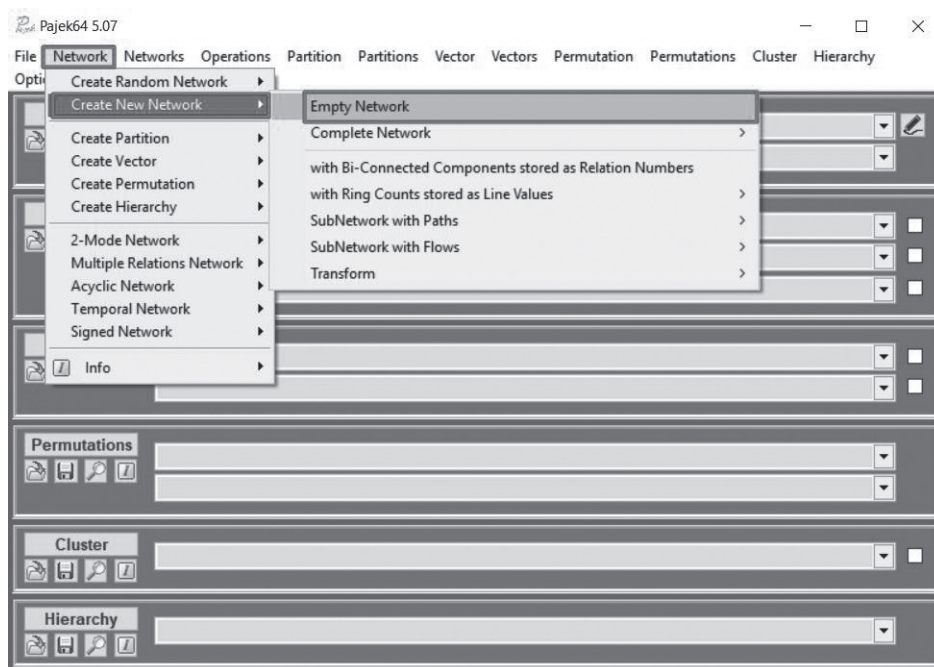 Pajek Pajek64 5.07
File Network Networks Operations Partition Partitions Vector Vectors Permutation Permutations Cluster Hierarchy
Opti
Create Random Network
Create New Network
Create Partition
Create Vector
Create Permutation
Create Hierarchy
2-Mode Network
Multiple Relations Network
Acyclic Network
Temporal Network
Signed Network
I Info
Empty Network
Complete Network
with Bi-Connected Components stored as Relation Numbers
with Ring Counts stored as Line Values
SubNetwork with Paths
SubNetwork with Flows
Transform
Permutations
I
Cluster
I
Hierarchy
I